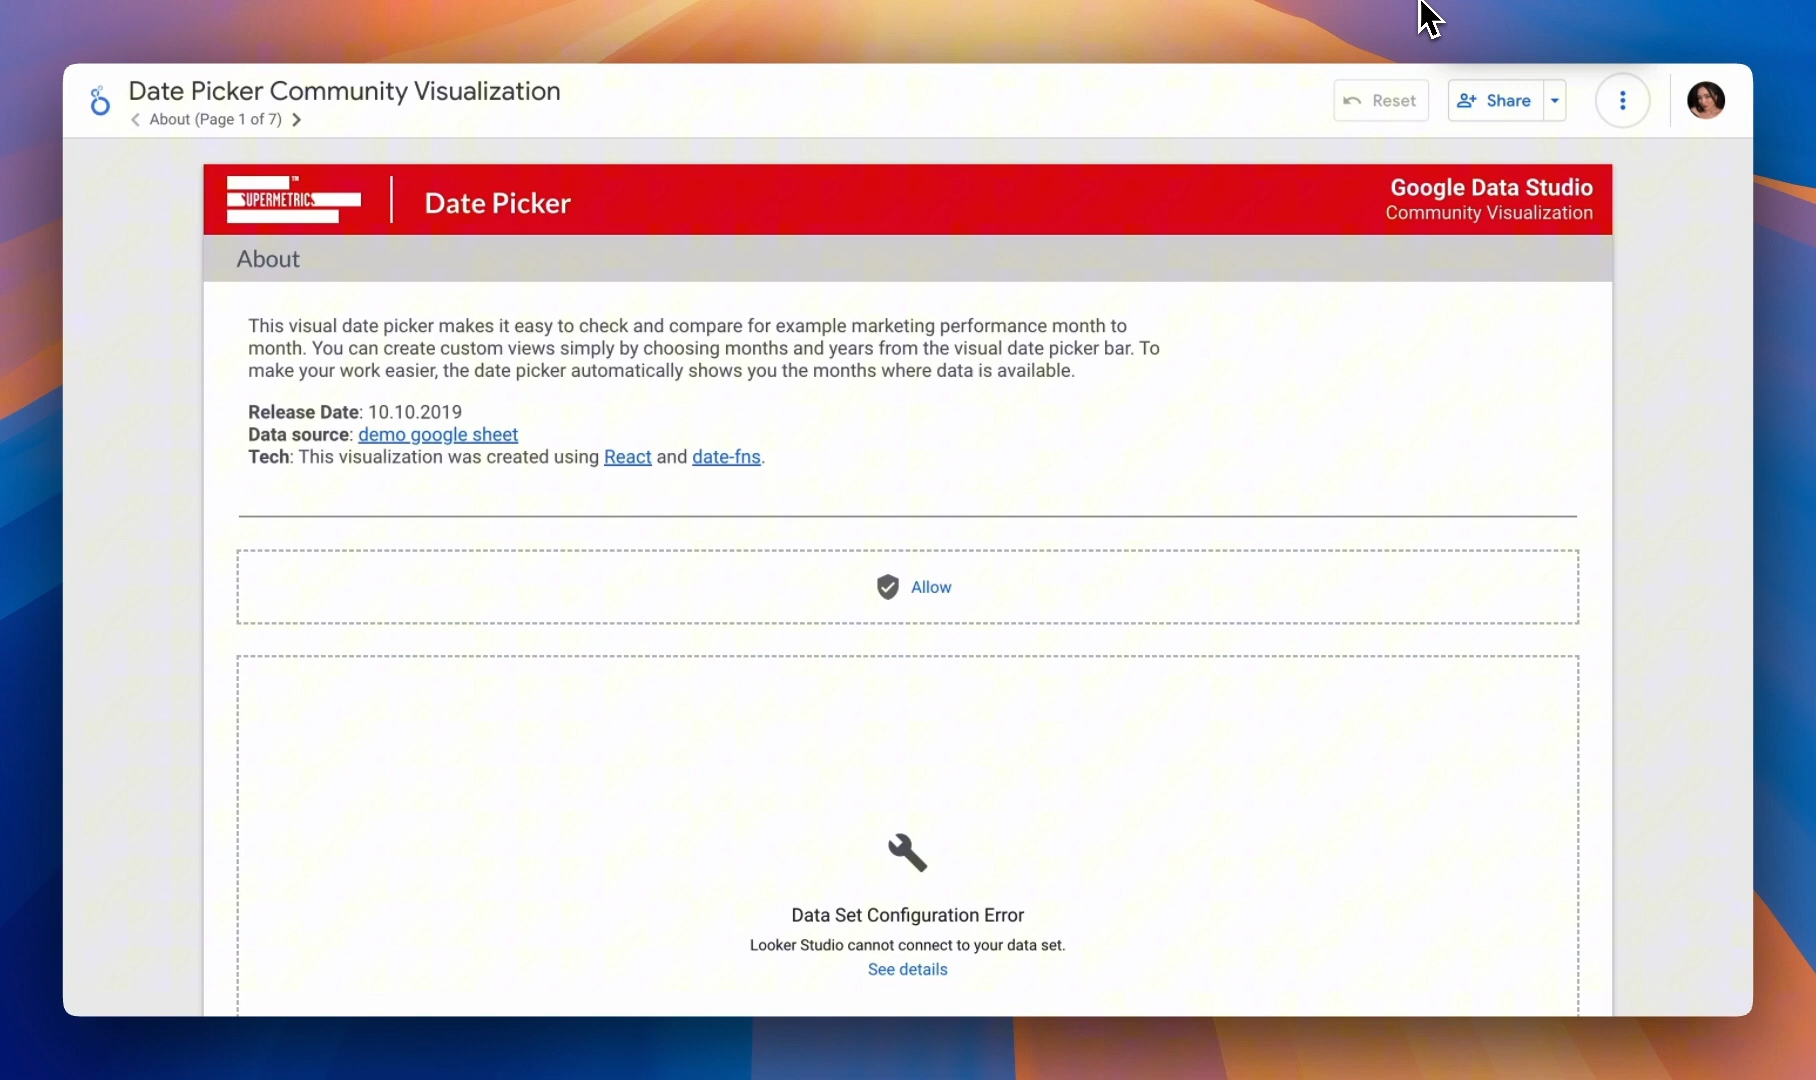 Date Picker Community Visualization
About (Page 1 of 7)
Reset
Share
SUPERMETRICS™
Date Picker
Google Data Studio
Community Visualization
About
This visual date picker makes it easy to check and compare for example marketing performance month to
month. You can create custom views simply by choosing months and years from the visual date picker bar. To
make your work easier, the date picker automatically shows you the months where data is available.
Release Date: 10.10.2019
Data source: demo google sheet
Tech: This visualization was created using React and date-fns.
Allow
Data Set Configuration Error
Looker Studio cannot connect to your data set.
See details